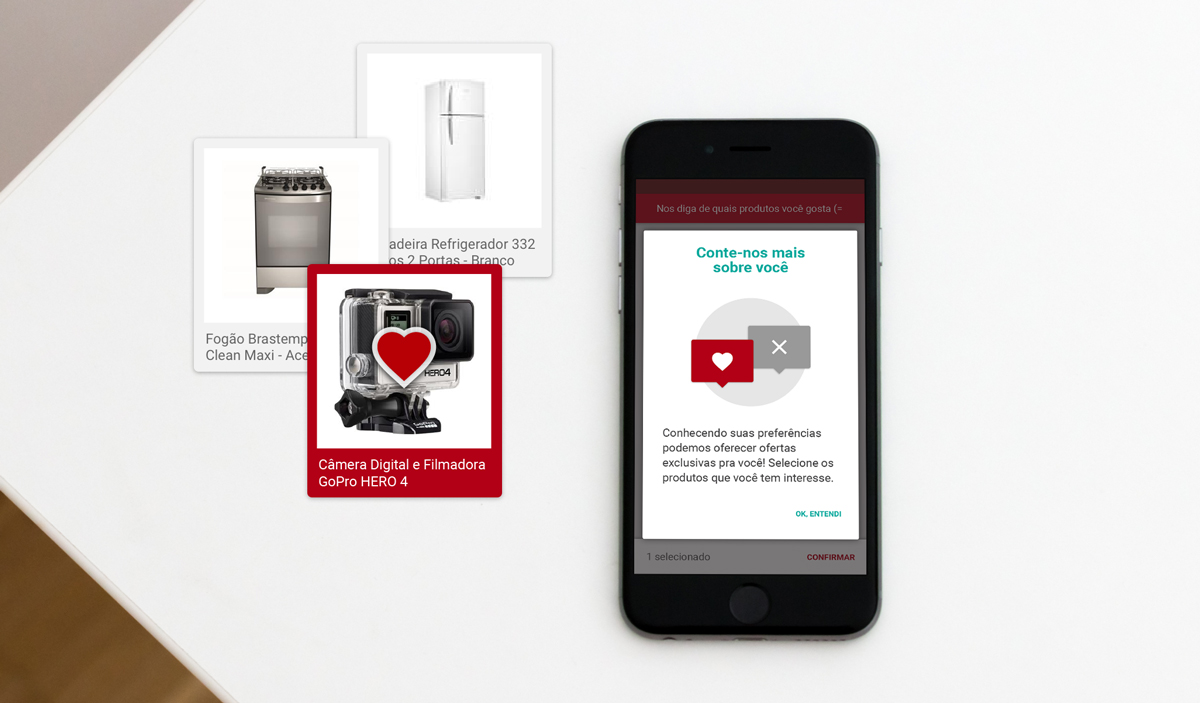 adeira Refrigerador 332
os 2 Portas - Branco
Fogão Brastemp
Clean Maxi - Ace
HERO4
GoPro
Câmera Digital e Filmadora
GoPro HERO 4
Nos diga de quais produtos você gosta (=
Conte-nos mais
sobre você
Conhecendo suas preferências
podemos oferecer ofertas
exclusivas pra você! Selecione os
produtos que você tem interesse.
OK, ENTENDI
1 selecionado
CONFIRMAR